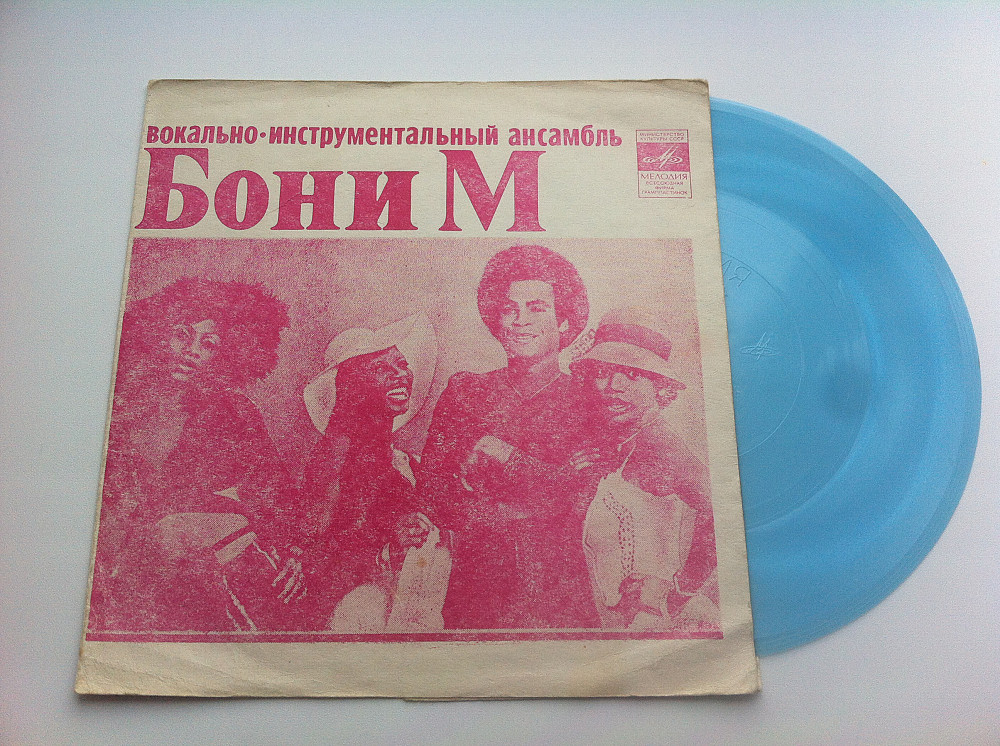 вокально·инструментальный ансамбль
Бони М
МИНИСТЕРСТВО
КУЛЬТУРЫ СССР
МЕЛОДИЯ
ВСЕСОЮЗНАЯ
ФИРМА
ГРАМПЛАСТИНОК